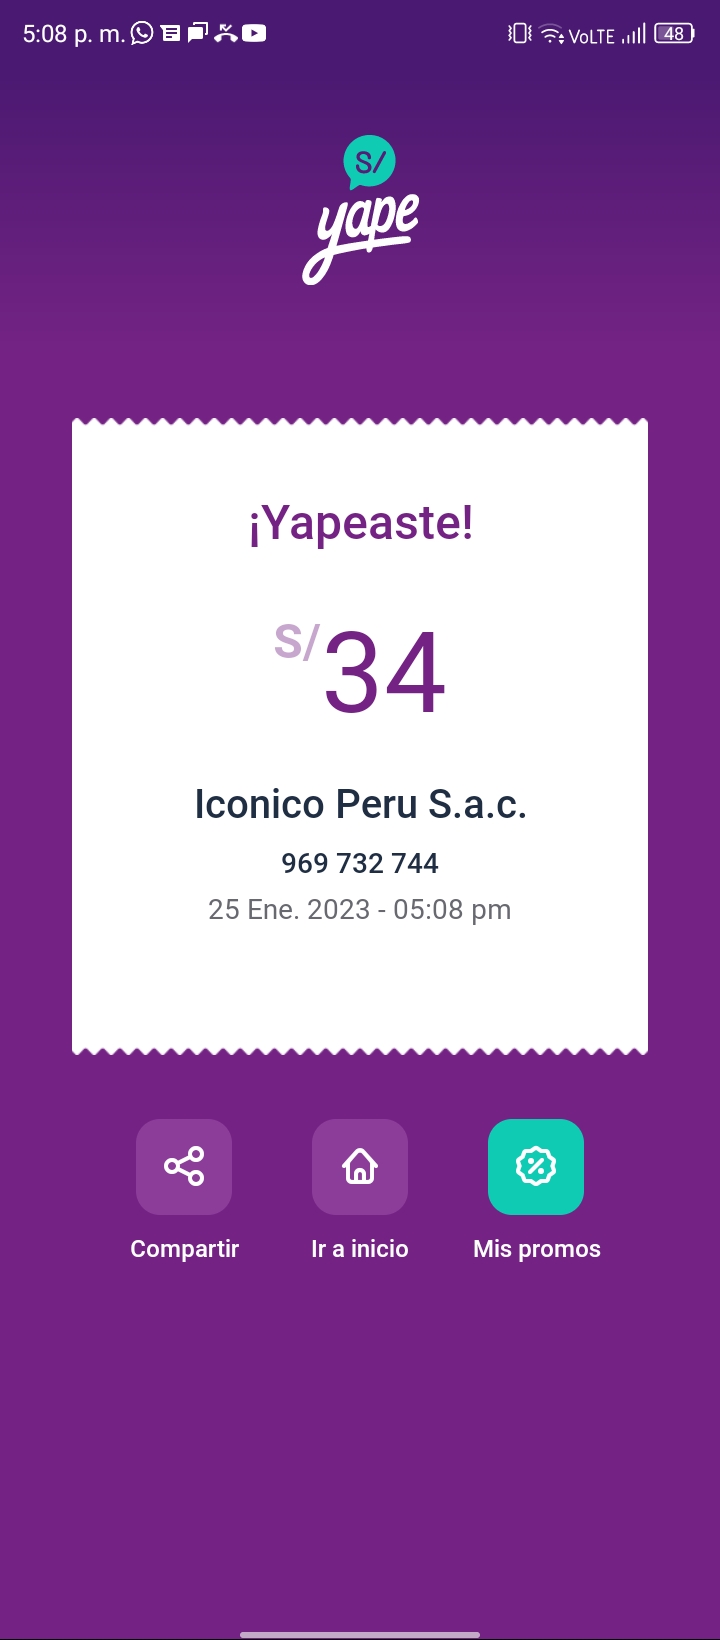 5:08 p. m.
VoLTE
48
S/
yape
¡Yapeaste!
S/34
Iconico Peru S.a.c.
969 732 744
25 Ene. 2023 - 05:08 pm
Compartir
Ir a inicio
Mis promos